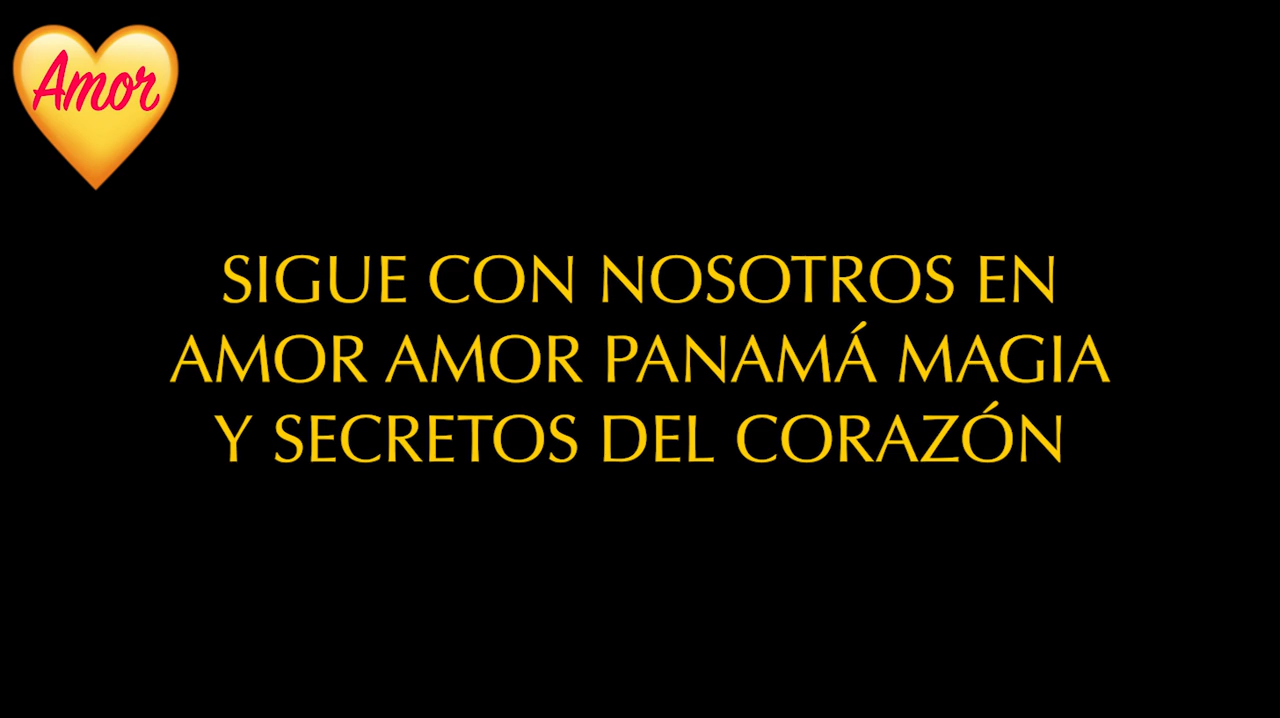 Amor
SIGUE CON NOSOTROS EN
AMOR AMOR PANAMÁ MAGIA
Y SECRETOS DEL CORAZÓN